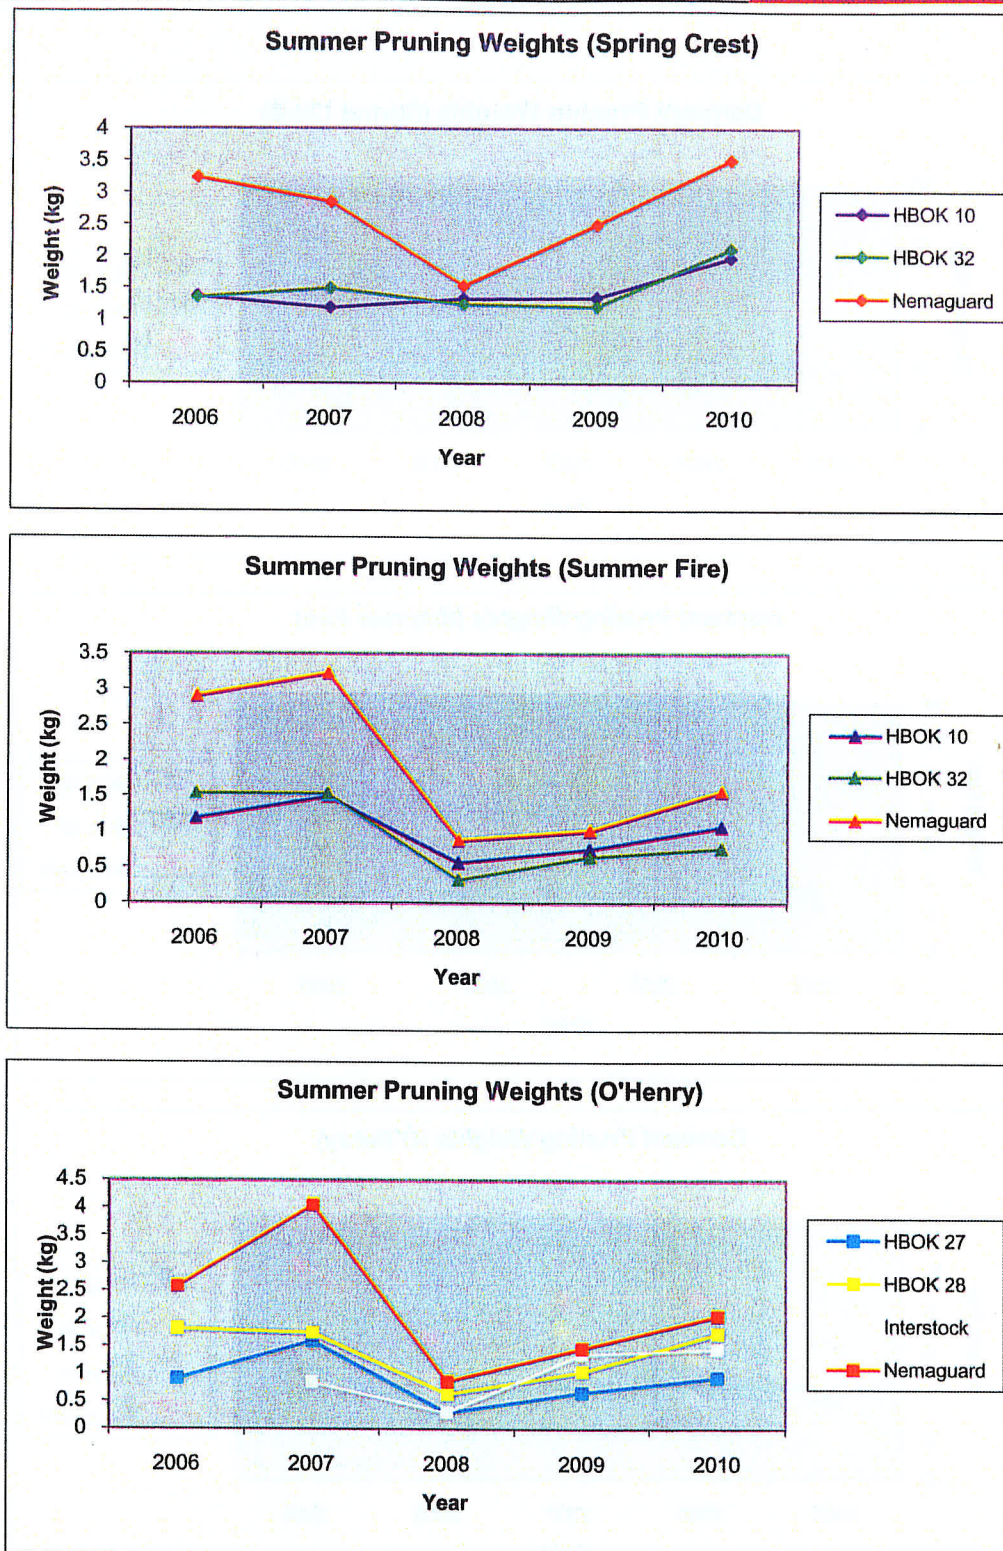 Summer Pruning Weights (Spring Crest)
4
3.5
3
2.5
2
1.5
1
0.5
0
Weight (kg)
2006 2007 2008 2009 2010
Year
HBOK 10
HBOK 32
Nemaguard
Summer Pruning Weights (Summer Fire)
3.5
3
2.5
2
1.5
1
0.5
0
Weight (kg)
2006 2007 2008 2009 2010
Year
HBOK 10
HBOK 32
Nemaguard
Summer Pruning Weights (O'Henry)
4.5
4
3.5
3
2.5
2
1.5
1
0.5
0
Weight (kg)
2006 2007 2008 2009 2010
Year
HBOK 27
HBOK 28
Interstock
Nemaguard